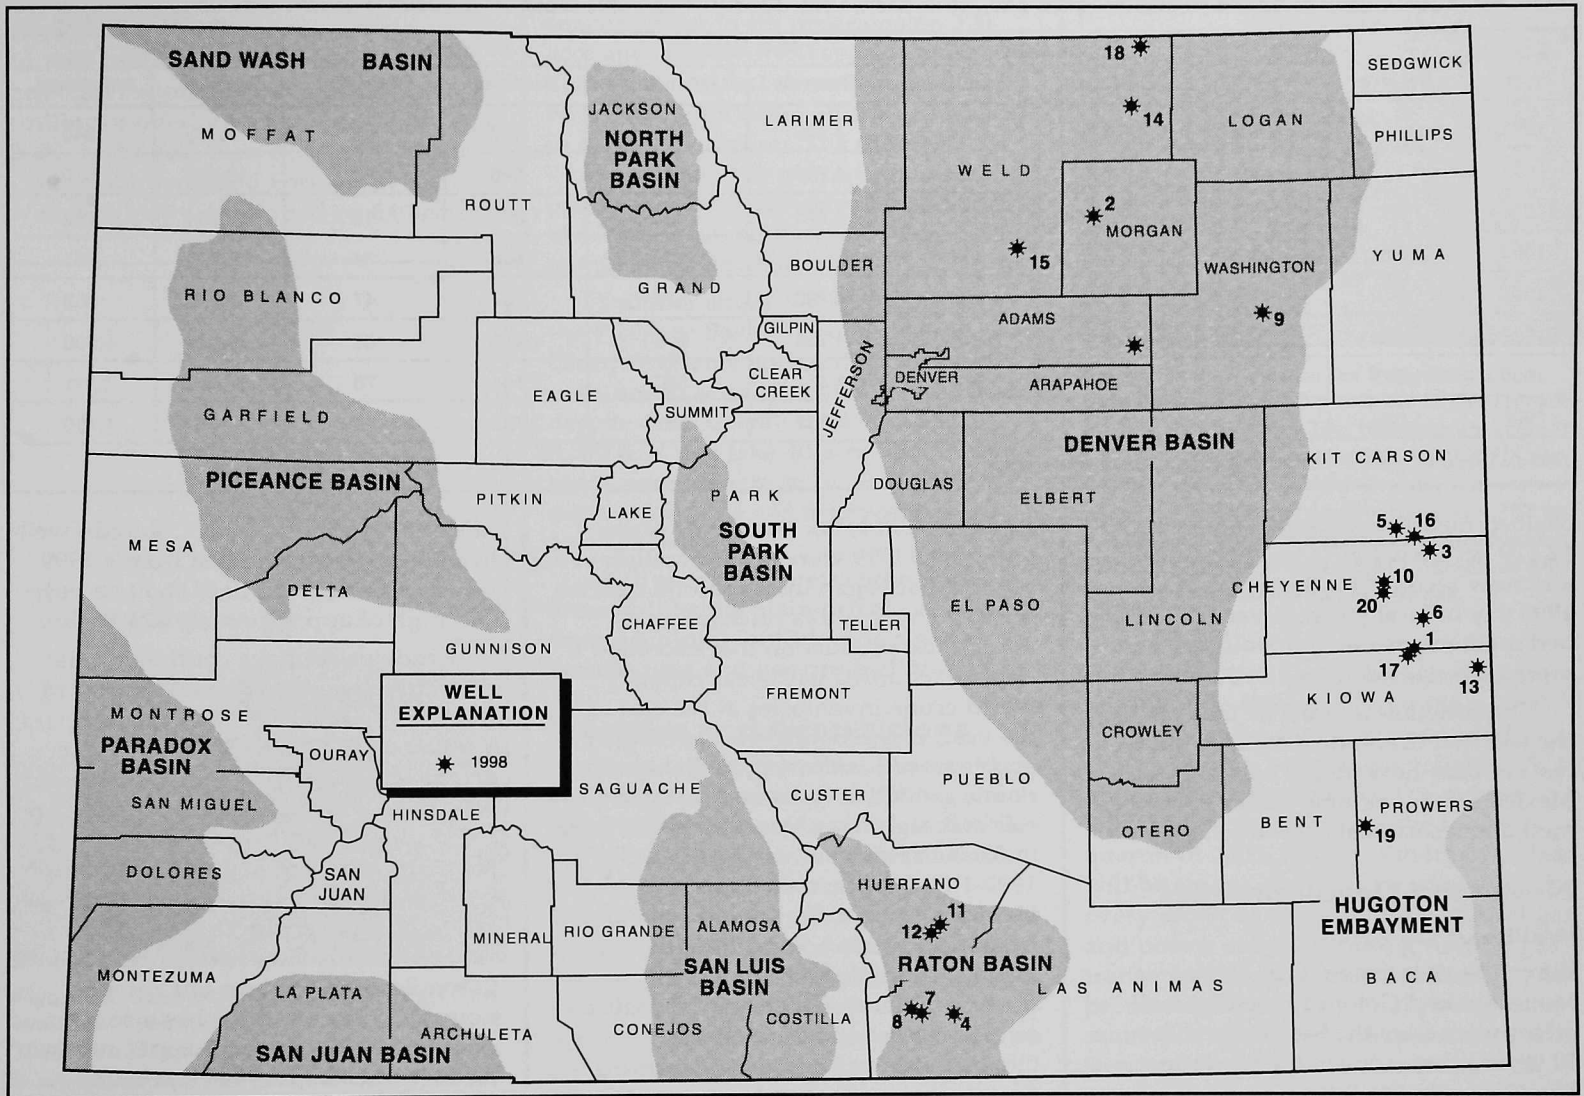 SAND WASH BASIN
MOFFAT
JACKSON
NORTH
PARK
BASIN
LARIMER
18
14
LOGAN
SEDGWICK
PHILLIPS
WELD
ROUTT
2
MORGAN
15
WASHINGTON
YUMA
BOULDER
RIO BLANCO
GRAND
GILPIN
ADAMS
9
JEFFERSON
CLEAR
CREEK
DENVER
ARAPAHOE
EAGLE
SUMMIT
GARFIELD
DENVER BASIN
KIT CARSON
PICEANCE BASIN
PITKIN
LAKE
PARK
DOUGLAS
ELBERT
SOUTH
PARK
BASIN
5
16
3
MESA
DELTA
CHEYENNE
10
20
EL PASO
LINCOLN
6
CHAFFEE
TELLER
GUNNISON
1
17
13
KIOWA
FREMONT
WELL
EXPLANATION
1998
MONTROSE
PARADOX
BASIN
OURAY
CROWLEY
SAN MIGUEL
HINSDALE
SAGUACHE
CUSTER
PUEBLO
OTERO
BENT
PROWERS
19
DOLORES
SAN
JUAN
HUERFANO
HUGOTON
EMBAYMENT
11
12
MINERAL
RIO GRANDE
ALAMOSA
MONTEZUMA
LA PLATA
SAN LUIS
BASIN
RATON BASIN
LAS ANIMAS
BACA
7
8
4
ARCHULETA
CONEJOS
COSTILLA
SAN JUAN BASIN